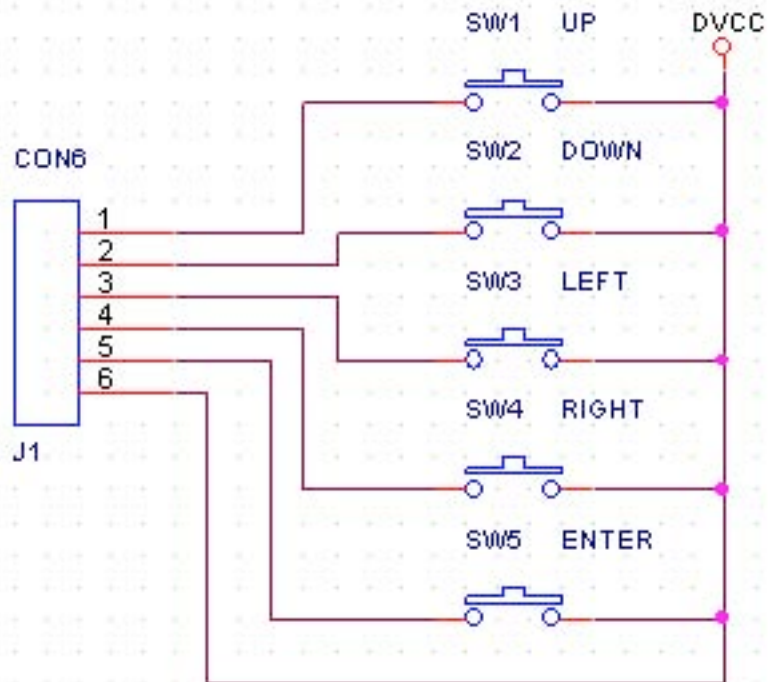 SW1 UP DVCC
SW2 DOWN
CON6
1
2
3
SW3 LEFT
4
5
6
SW4 RIGHT
J1
SW5 ENTER